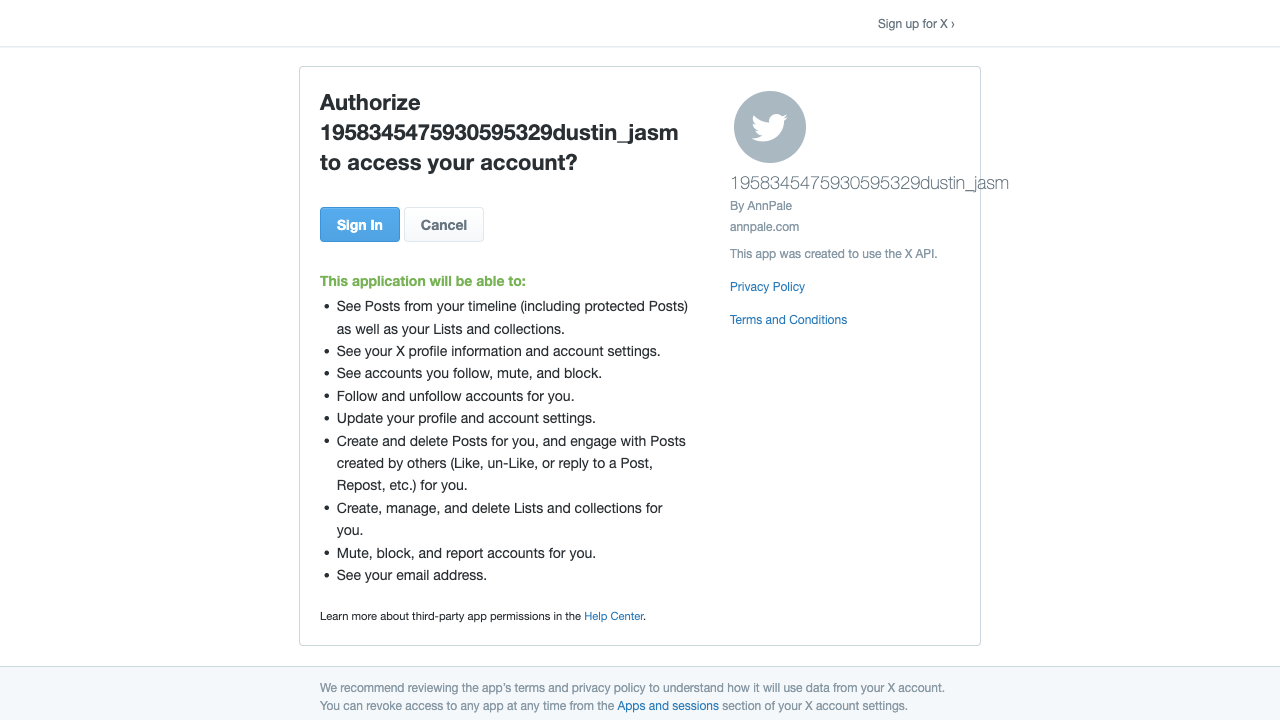 Sign up for X ›
Authorize
1958345475930595329dustin_jasm
to access your account?
Sign In
Cancel
This application will be able to:
• See Posts from your timeline (including protected Posts)
as well as your Lists and collections.
• See your X profile information and account settings.
• See accounts you follow, mute, and block.
• Follow and unfollow accounts for you.
• Update your profile and account settings.
• Create and delete Posts for you, and engage with Posts
created by others (Like, un-Like, or reply to a Post,
Repost, etc.) for you.
• Create, manage, and delete Lists and collections for
you.
• Mute, block, and report accounts for you.
• See your email address.
Learn more about third-party app permissions in the Help Center.
1958345475930595329dustin_jasm
By AnnPale
annpale.com
This app was created to use the X API.
Privacy Policy
Terms and Conditions
We recommend reviewing the app's terms and privacy policy to understand how it will use data from your X account.
You can revoke access to any app at any time from the Apps and sessions section of your X account settings.